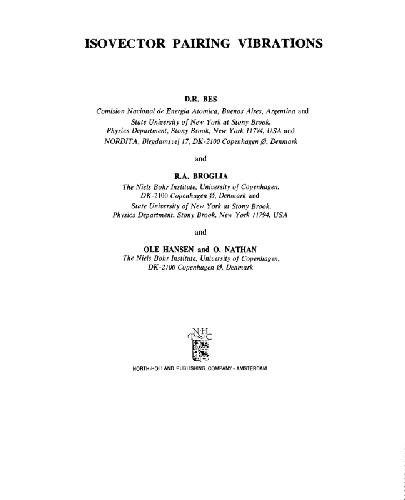 ISOVECTOR PAIRING VIBRATIONS
D.R. BES
Comision Nacional de Energia Atomica, Buenos Aires, Argentina and
State University of New York at Stony Brook,
Physics Department, Stony Brook, New York 11794, USA and
NORDITA, Blegdamsvej 17, DK-2100 Copenhagen Ø, Denmark
and
R.A. BROGLIA
The Niels Bohr Institute, University of Copenhagen,
DK-2100 Copenhagen Ø, Denmark and
State University of New York at Stony Brook,
Physics Department, Stony Brook, New York 11794, USA
and
OLE HANSEN and O. NATHAN
The Niels Bohr Institute, University of Copenhagen,
DK-2100 Copenhagen Ø, Denmark
NORTH-HOLLAND PUBLISHING COMPANY - AMSTERDAM